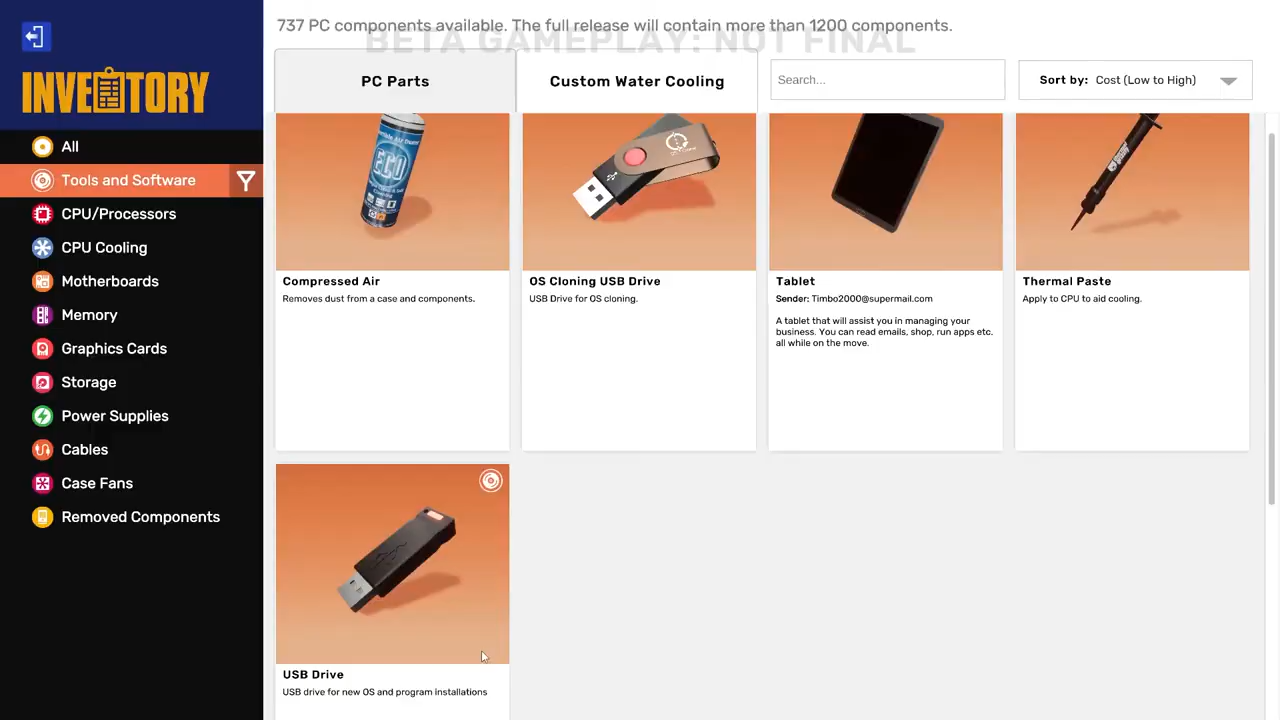 737 PC components available. The full release will contain more than 1200 components.
BETA GAMEPLAY: NOT FINAL
INVENTORY
PC Parts
Custom Water Cooling
Search...
Sort by: Cost (Low to High)
All
Tools and Software
CPU/Processors
CPU Cooling
Motherboards
Memory
Graphics Cards
Storage
Power Supplies
Cables
Case Fans
Removed Components
ECO
Compressed Air
Removes dust from a case and components.
OS Cloning USB Drive
USB Drive for OS cloning.
Tablet
Sender: Timbo2000@supermail.com
A tablet that will assist you in managing your
business. You can read emails, shop, run apps etc.
all while on the move.
Thermal Paste
Apply to CPU to aid cooling.
USB Drive
USB drive for new OS and program installations